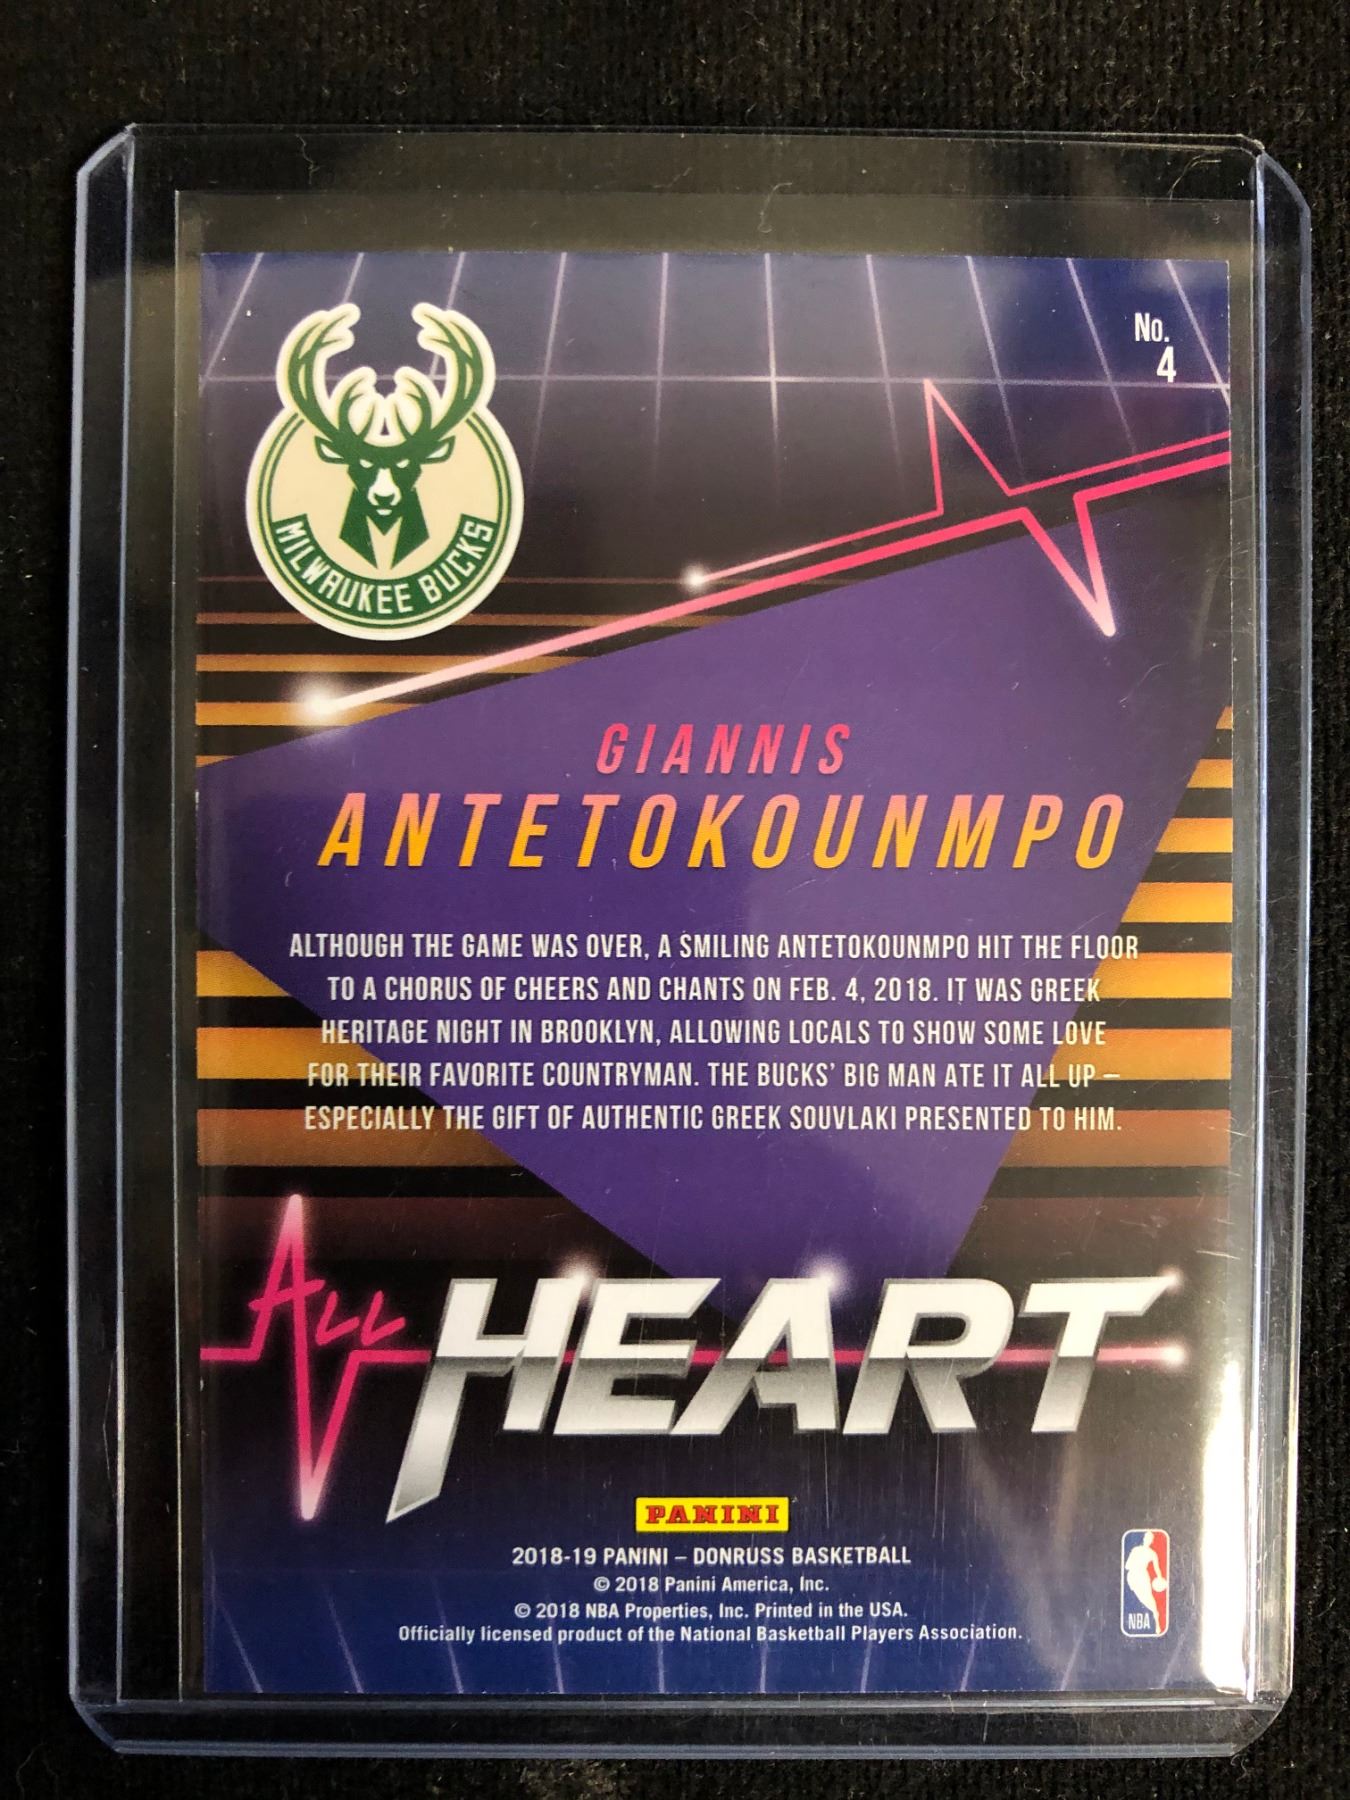 No.
4
MILWAUKEE BUCKS
GIANNIS
ANTETOKOUNMPO
ALTHOUGH THE GAME WAS OVER, A SMILING ANTETOKOUNMPO HIT THE FLOOR
TO A CHORUS OF CHEERS AND CHANTS ON FEB. 4, 2018. IT WAS GREEK
HERITAGE NIGHT IN BROOKLYN, ALLOWING LOCALS TO SHOW SOME LOVE
FOR THEIR FAVORITE COUNTRYMAN. THE BUCKS' BIG MAN ATE IT ALL UP –
ESPECIALLY THE GIFT OF AUTHENTIC GREEK SOUVLAKI PRESENTED TO HIM.
ALL HEART
PANINI
2018-19 PANINI – DONRUSS BASKETBALL
© 2018 Panini America, Inc.
© 2018 NBA Properties, Inc. Printed in the USA.
Officially licensed product of the National Basketball Players Association.
NBA